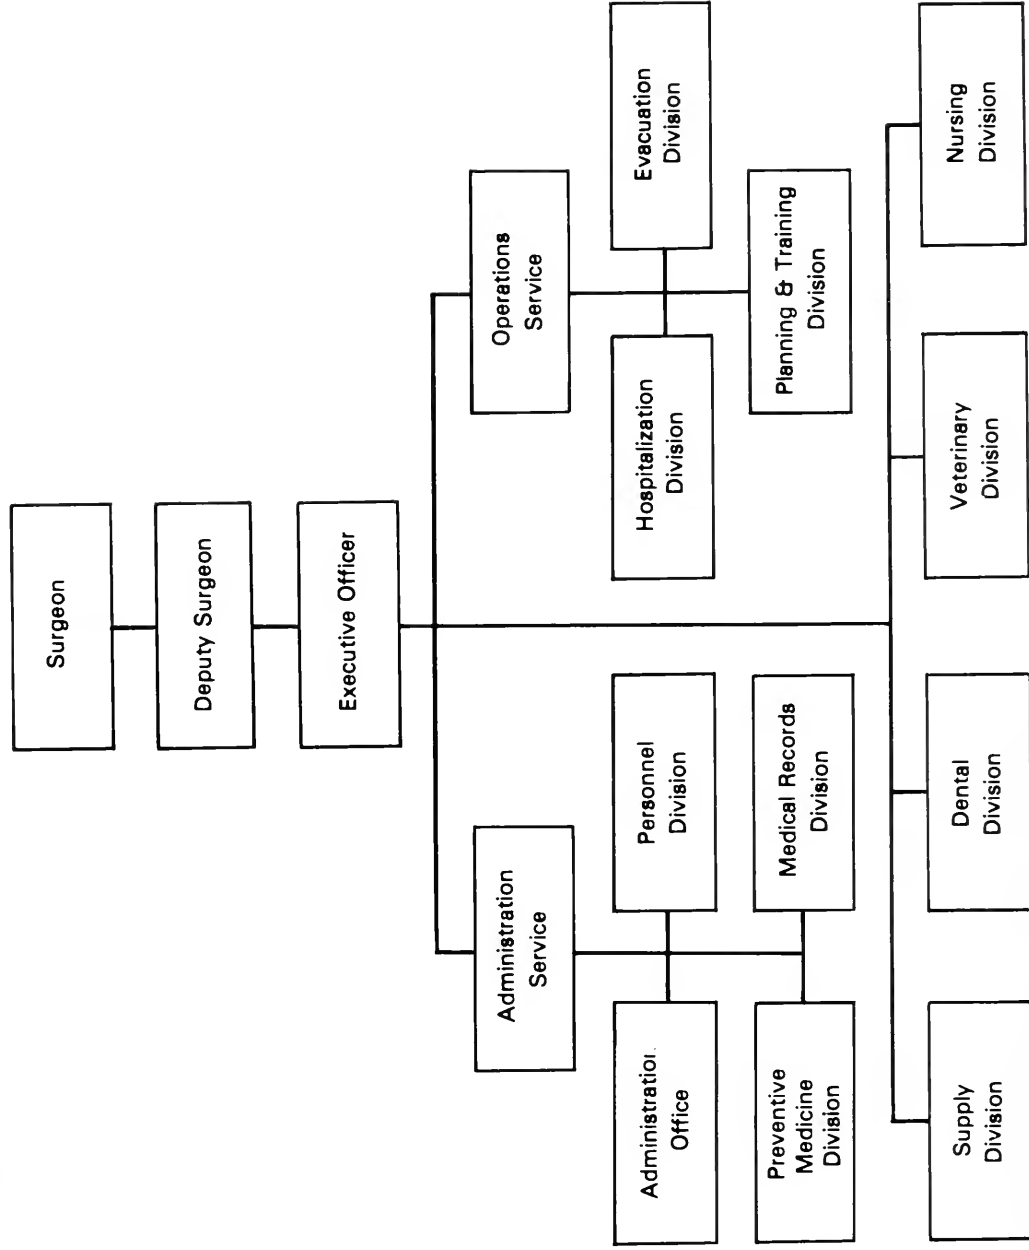 Surgeon
Deputy Surgeon
Executive Officer
Administration
Service
Operations
Service
Administration
Office
Personnel
Division
Hospitalization
Division
Evacuation
Division
Preventive
Medicine
Division
Medical Records
Division
Planning & Training
Division
Supply
Division
Dental
Division
Veterinary
Division
Nursing
Division